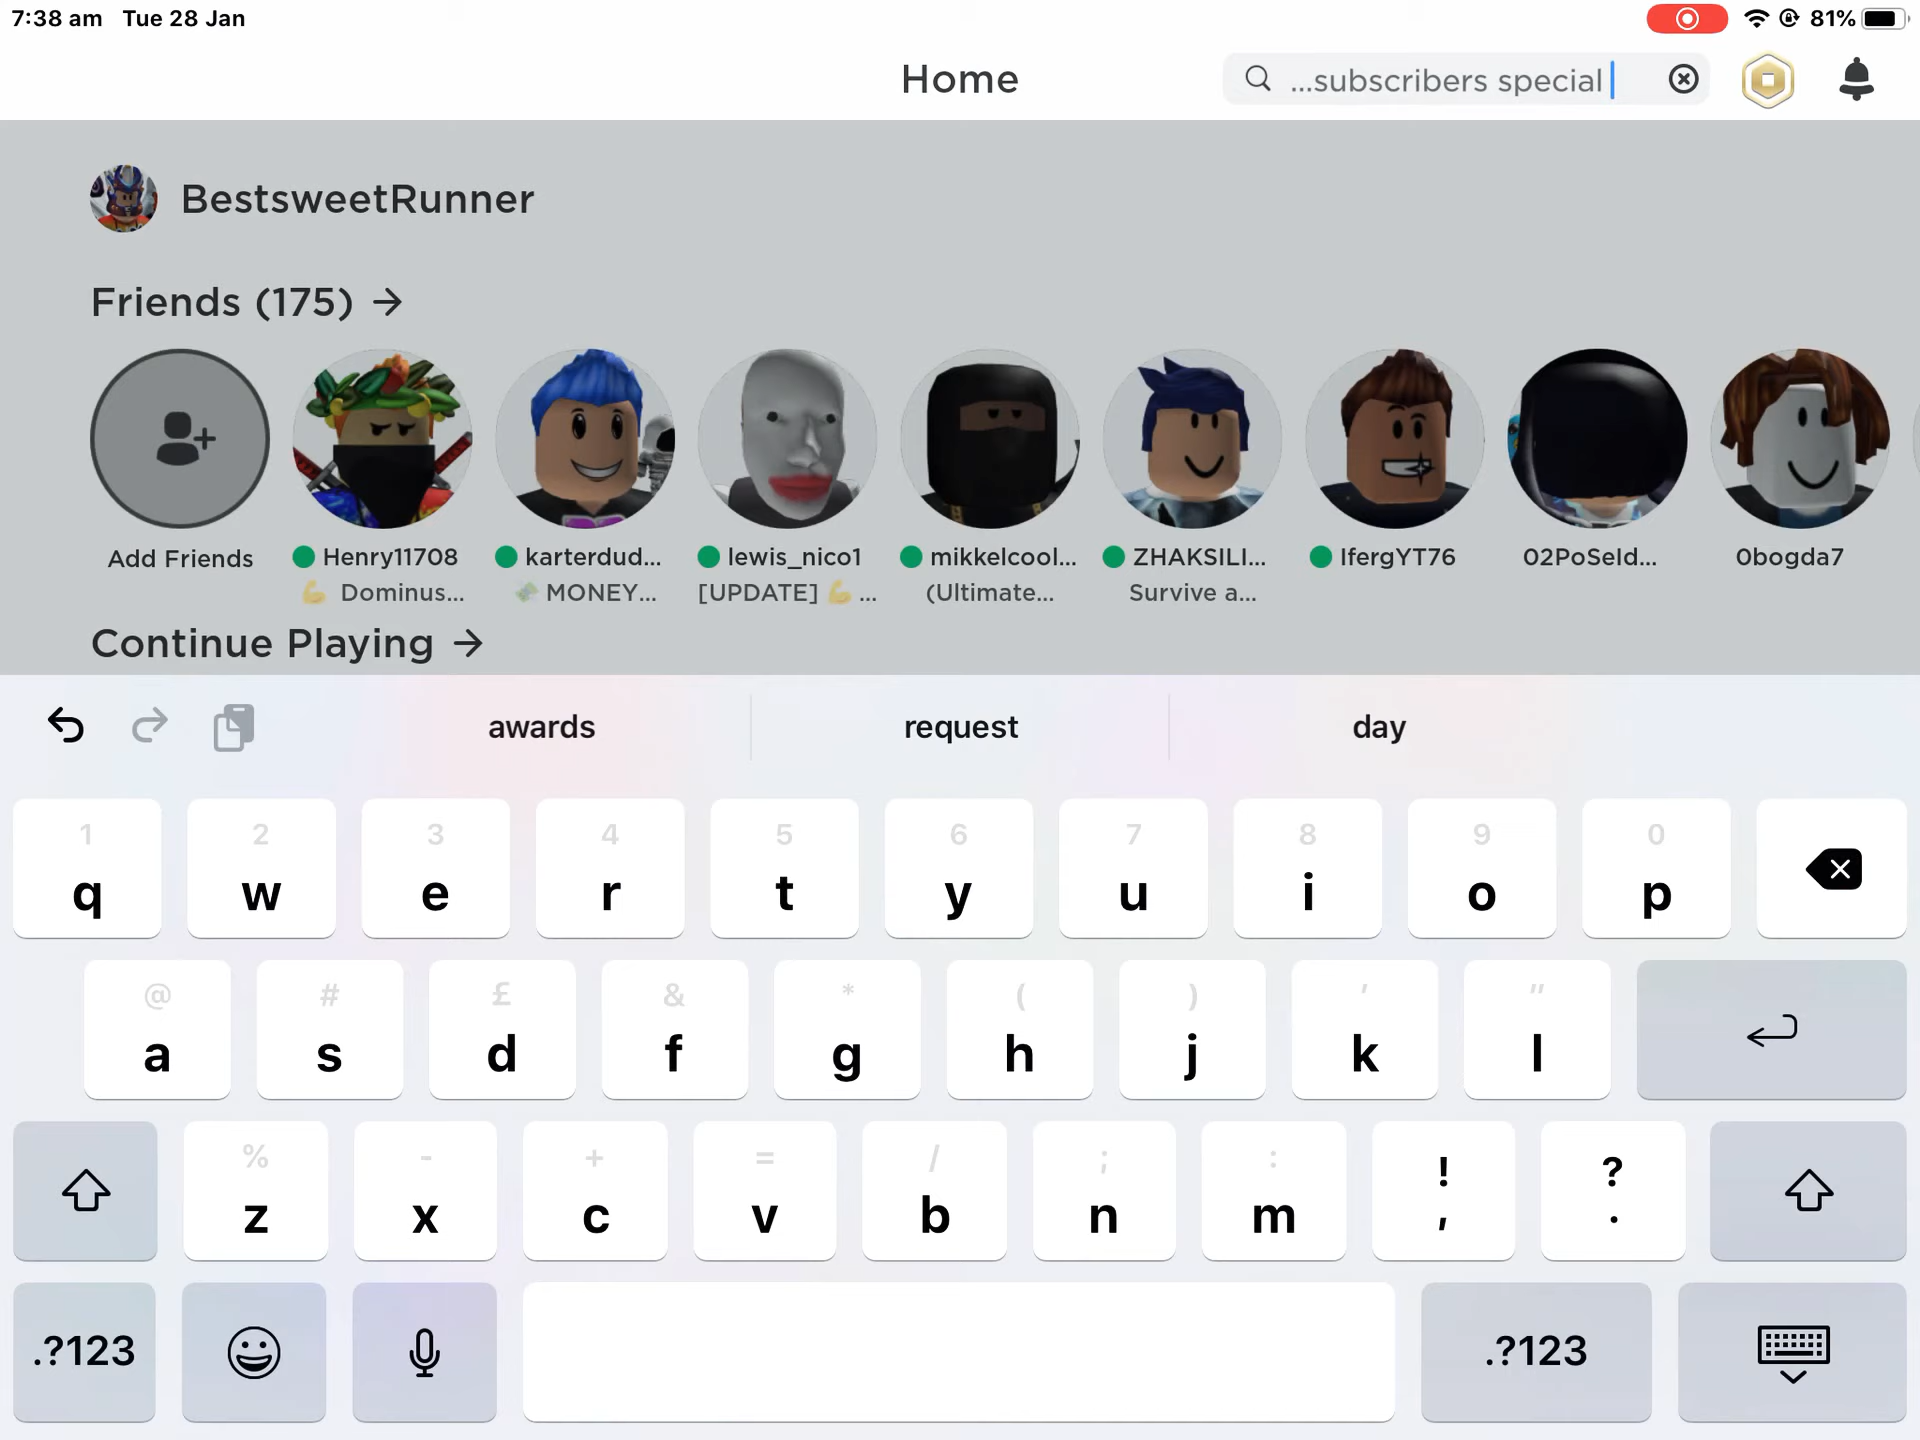 7:38 am Tue 28 Jan 81%
Home
...subscribers special
BestsweetRunner
Friends (175) →
Add Friends
Henry11708
💪 Dominus...
karterdud...
💸 MONEY...
lewis_nico1
[UPDATE] 💪 ...
mikkelcool...
(Ultimate...
ZHAKSILI...
Survive a...
IfergYT76
02PoSeId...
0bogda7
Continue Playing →
awards request day
1 2 3 4 5 6 7 8 9 0
q w e r t y u i o p
@ # £ & * ( ) ' "
a s d f g h j k l
% - + = / ; : ! ?
z x c v b n m , .
.?123 .?123